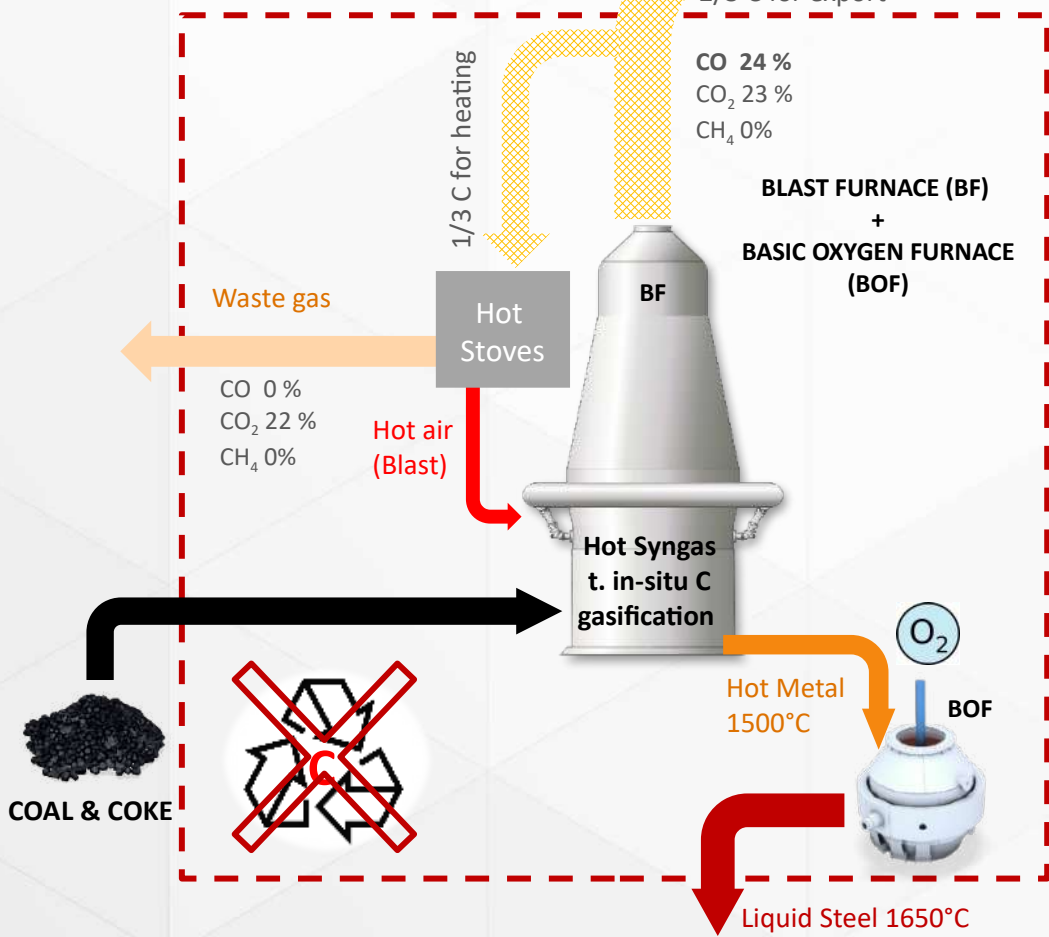 CO 24 %
CO₂ 23 %
CH₄ 0%
1/3 C for heating
BLAST FURNACE (BF)
+
BASIC OXYGEN FURNACE
(BOF)
BF
Waste gas
Hot
Stoves
CO 0 %
CO₂ 22 %
CH₄ 0%
Hot air
(Blast)
Hot Syngas
t. in-situ C
gasification
O₂
Hot Metal
1500°C
BOF
C
COAL & COKE
Liquid Steel 1650°C